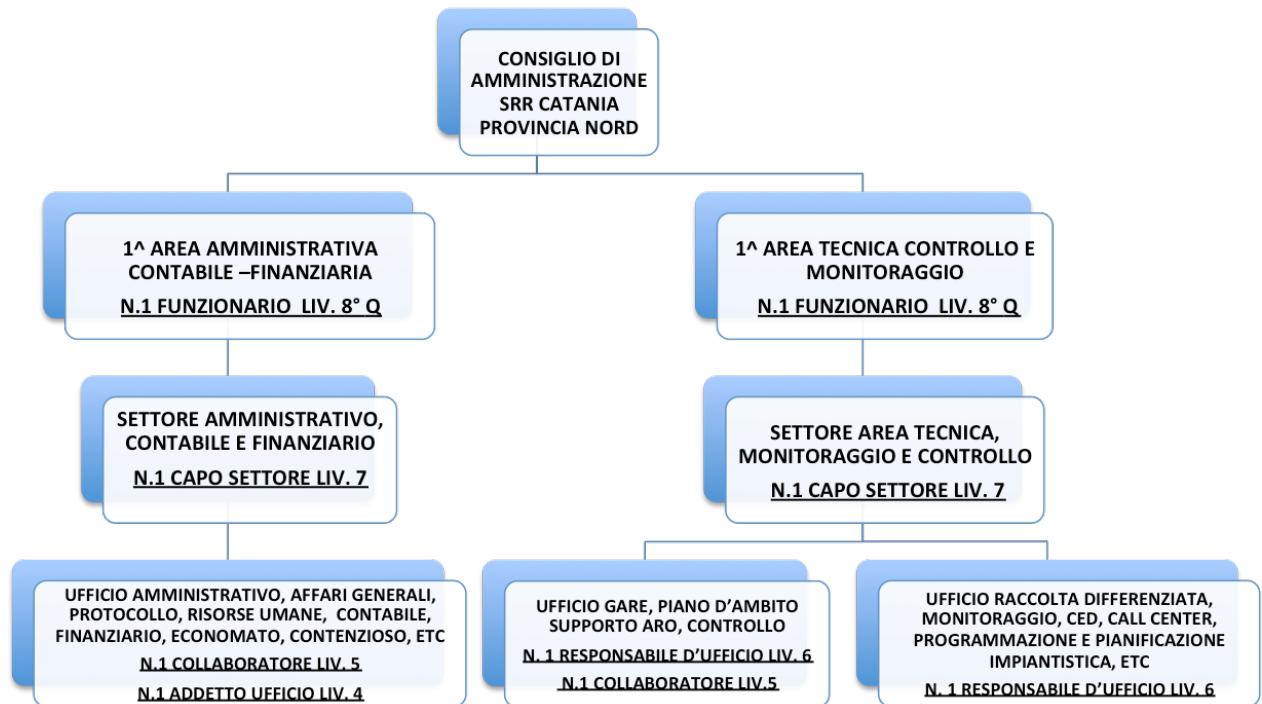 CONSIGLIO DI
AMMINISTRAZIONE
SRR CATANIA
PROVINCIA NORD
1^ AREA AMMINISTRATIVA
CONTABILE –FINANZIARIA
N.1 FUNZIONARIO LIV. 8° Q
1^ AREA TECNICA CONTROLLO E
MONITORAGGIO
N.1 FUNZIONARIO LIV. 8° Q
SETTORE AMMINISTRATIVO,
CONTABILE E FINANZIARIO
N.1 CAPO SETTORE LIV. 7
SETTORE AREA TECNICA,
MONITORAGGIO E CONTROLLO
N.1 CAPO SETTORE LIV. 7
UFFICIO AMMINISTRATIVO, AFFARI GENERALI,
PROTOCOLLO, RISORSE UMANE, CONTABILE,
FINANZIARIO, ECONOMATO, CONTENZIOSO, ETC
N.1 COLLABORATORE LIV. 5
N.1 ADDETTO UFFICIO LIV. 4
UFFICIO GARE, PIANO D’AMBITO
SUPPORTO ARO, CONTROLLO
N. 1 RESPONSABILE D’UFFICIO LIV. 6
N.1 COLLABORATORE LIV.5
UFFICIO RACCOLTA DIFFERENZIATA,
MONITORAGGIO, CED, CALL CENTER,
PROGRAMMAZIONE E PIANIFICAZIONE
IMPIANTISTICA, ETC
N. 1 RESPONSABILE D’UFFICIO LIV. 6